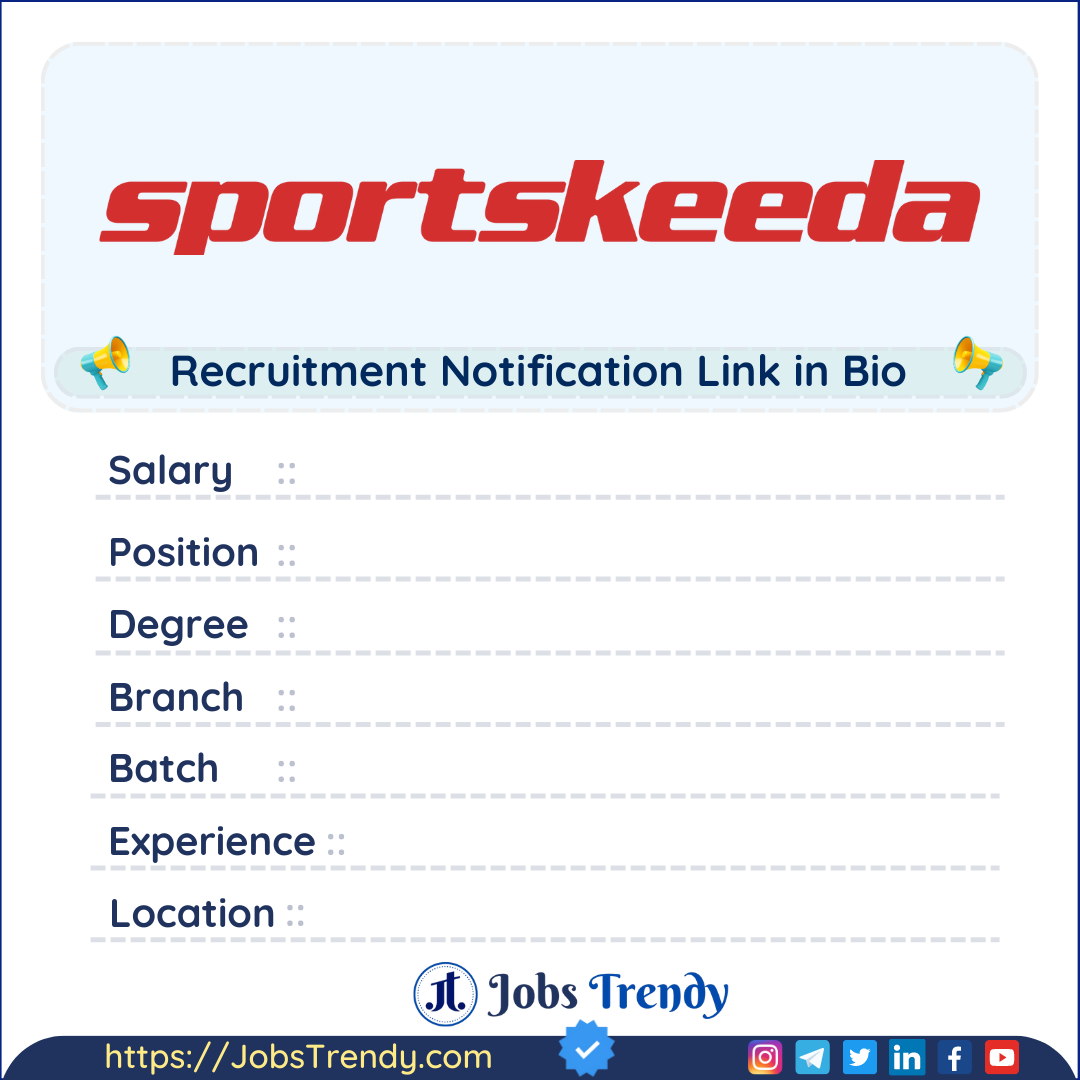 sportskeeda
Recruitment Notification Link in Bio
Salary ::
Position ::
Degree ::
Branch ::
Batch ::
Experience ::
Location ::
Jobs Trendy
https://JobsTrendy.com